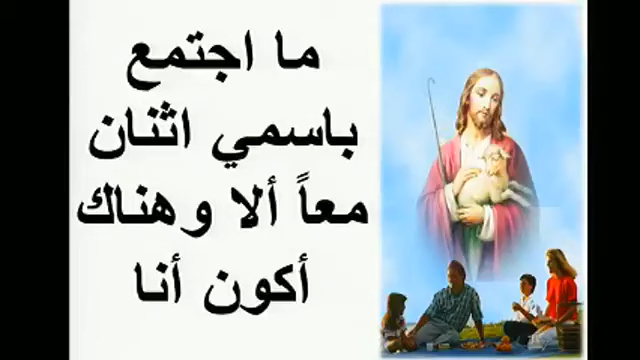 ما اجتمع
باسمي اثنان
معاً ألا وهناك
أكون أنا